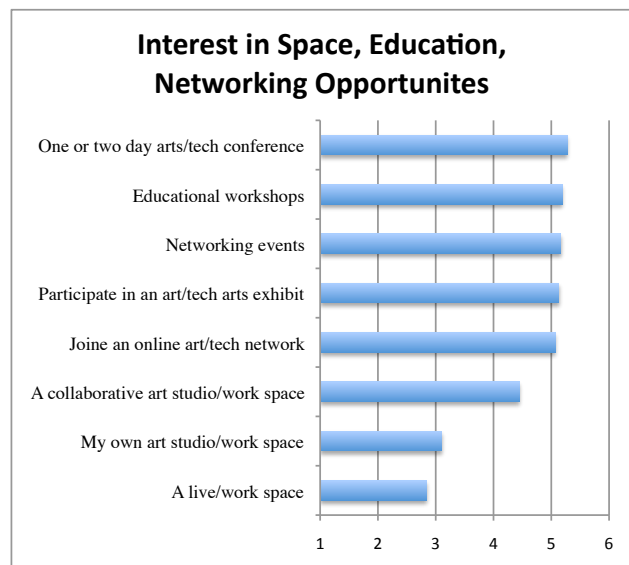 Interest in Space, Education,
Networking Opportunites
One or two day arts/tech conference
Educational workshops
Networking events
Participate in an art/tech arts exhibit
Joine an online art/tech network
A collaborative art studio/work space
My own art studio/work space
A live/work space
1 2 3 4 5 6